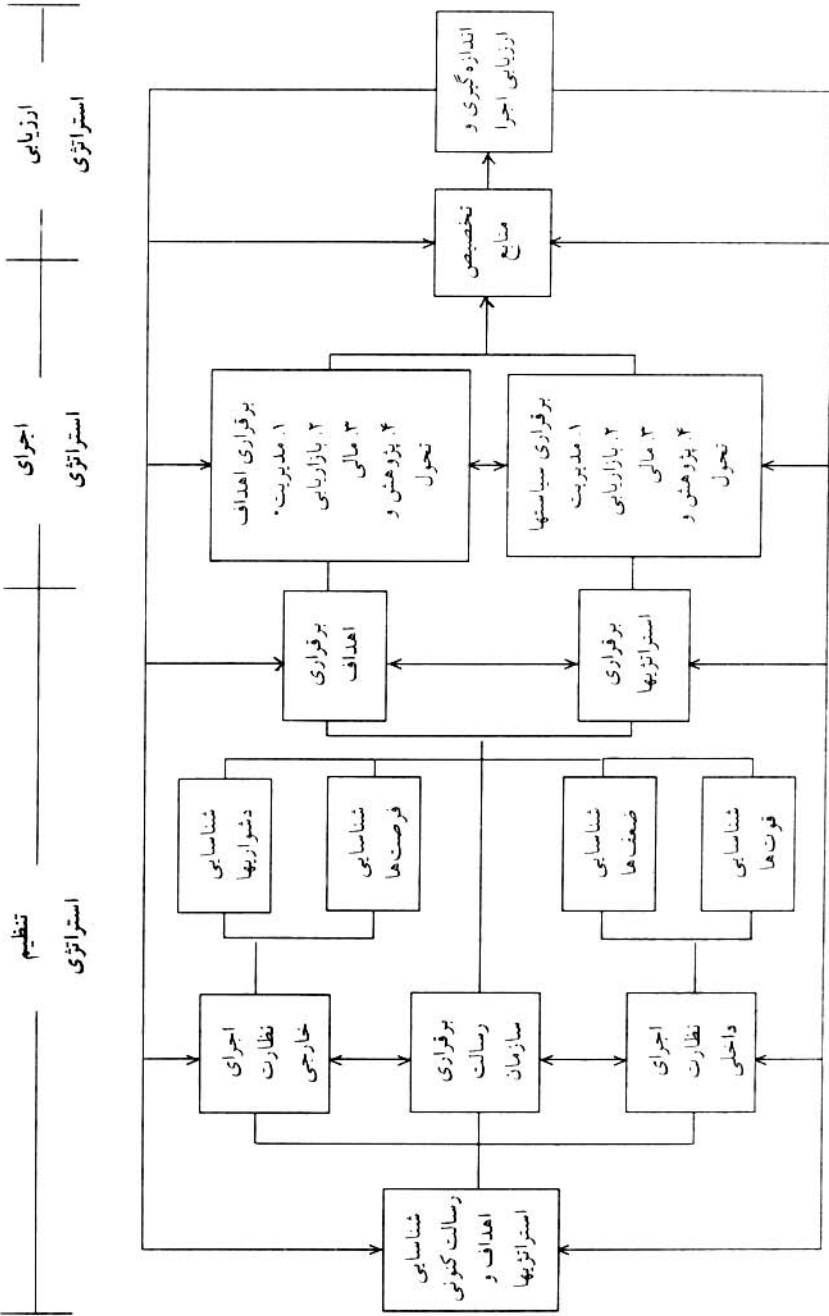 تنظیم
استراتژی
اجرای
استراتژی
ارزیابی
استراتژی
شناسایی
رسالت کنونی
اهداف و
استراتژیها
اجرای
نظارت
خارجی
برقراری
رسالت
سازمان
اجرای
نظارت
داخلی
شناسایی
دشواریها
شناسایی
فرصت‌ها
شناسایی
ضعف‌ها
شناسایی
قوت‌ها
برقراری
اهداف
برقراری
استراتژیها
برقراری اهداف
۱. مدیریت•
۲. بازاریابی
۳. مالی
۴. پژوهش و
تحول
برقراری سیاستها
۱. مدیریت
۲. بازاریابی
۳. مالی
۴. پژوهش و
تحول
تخصیص
منابع
اندازه گیری و
ارزیابی اجرا